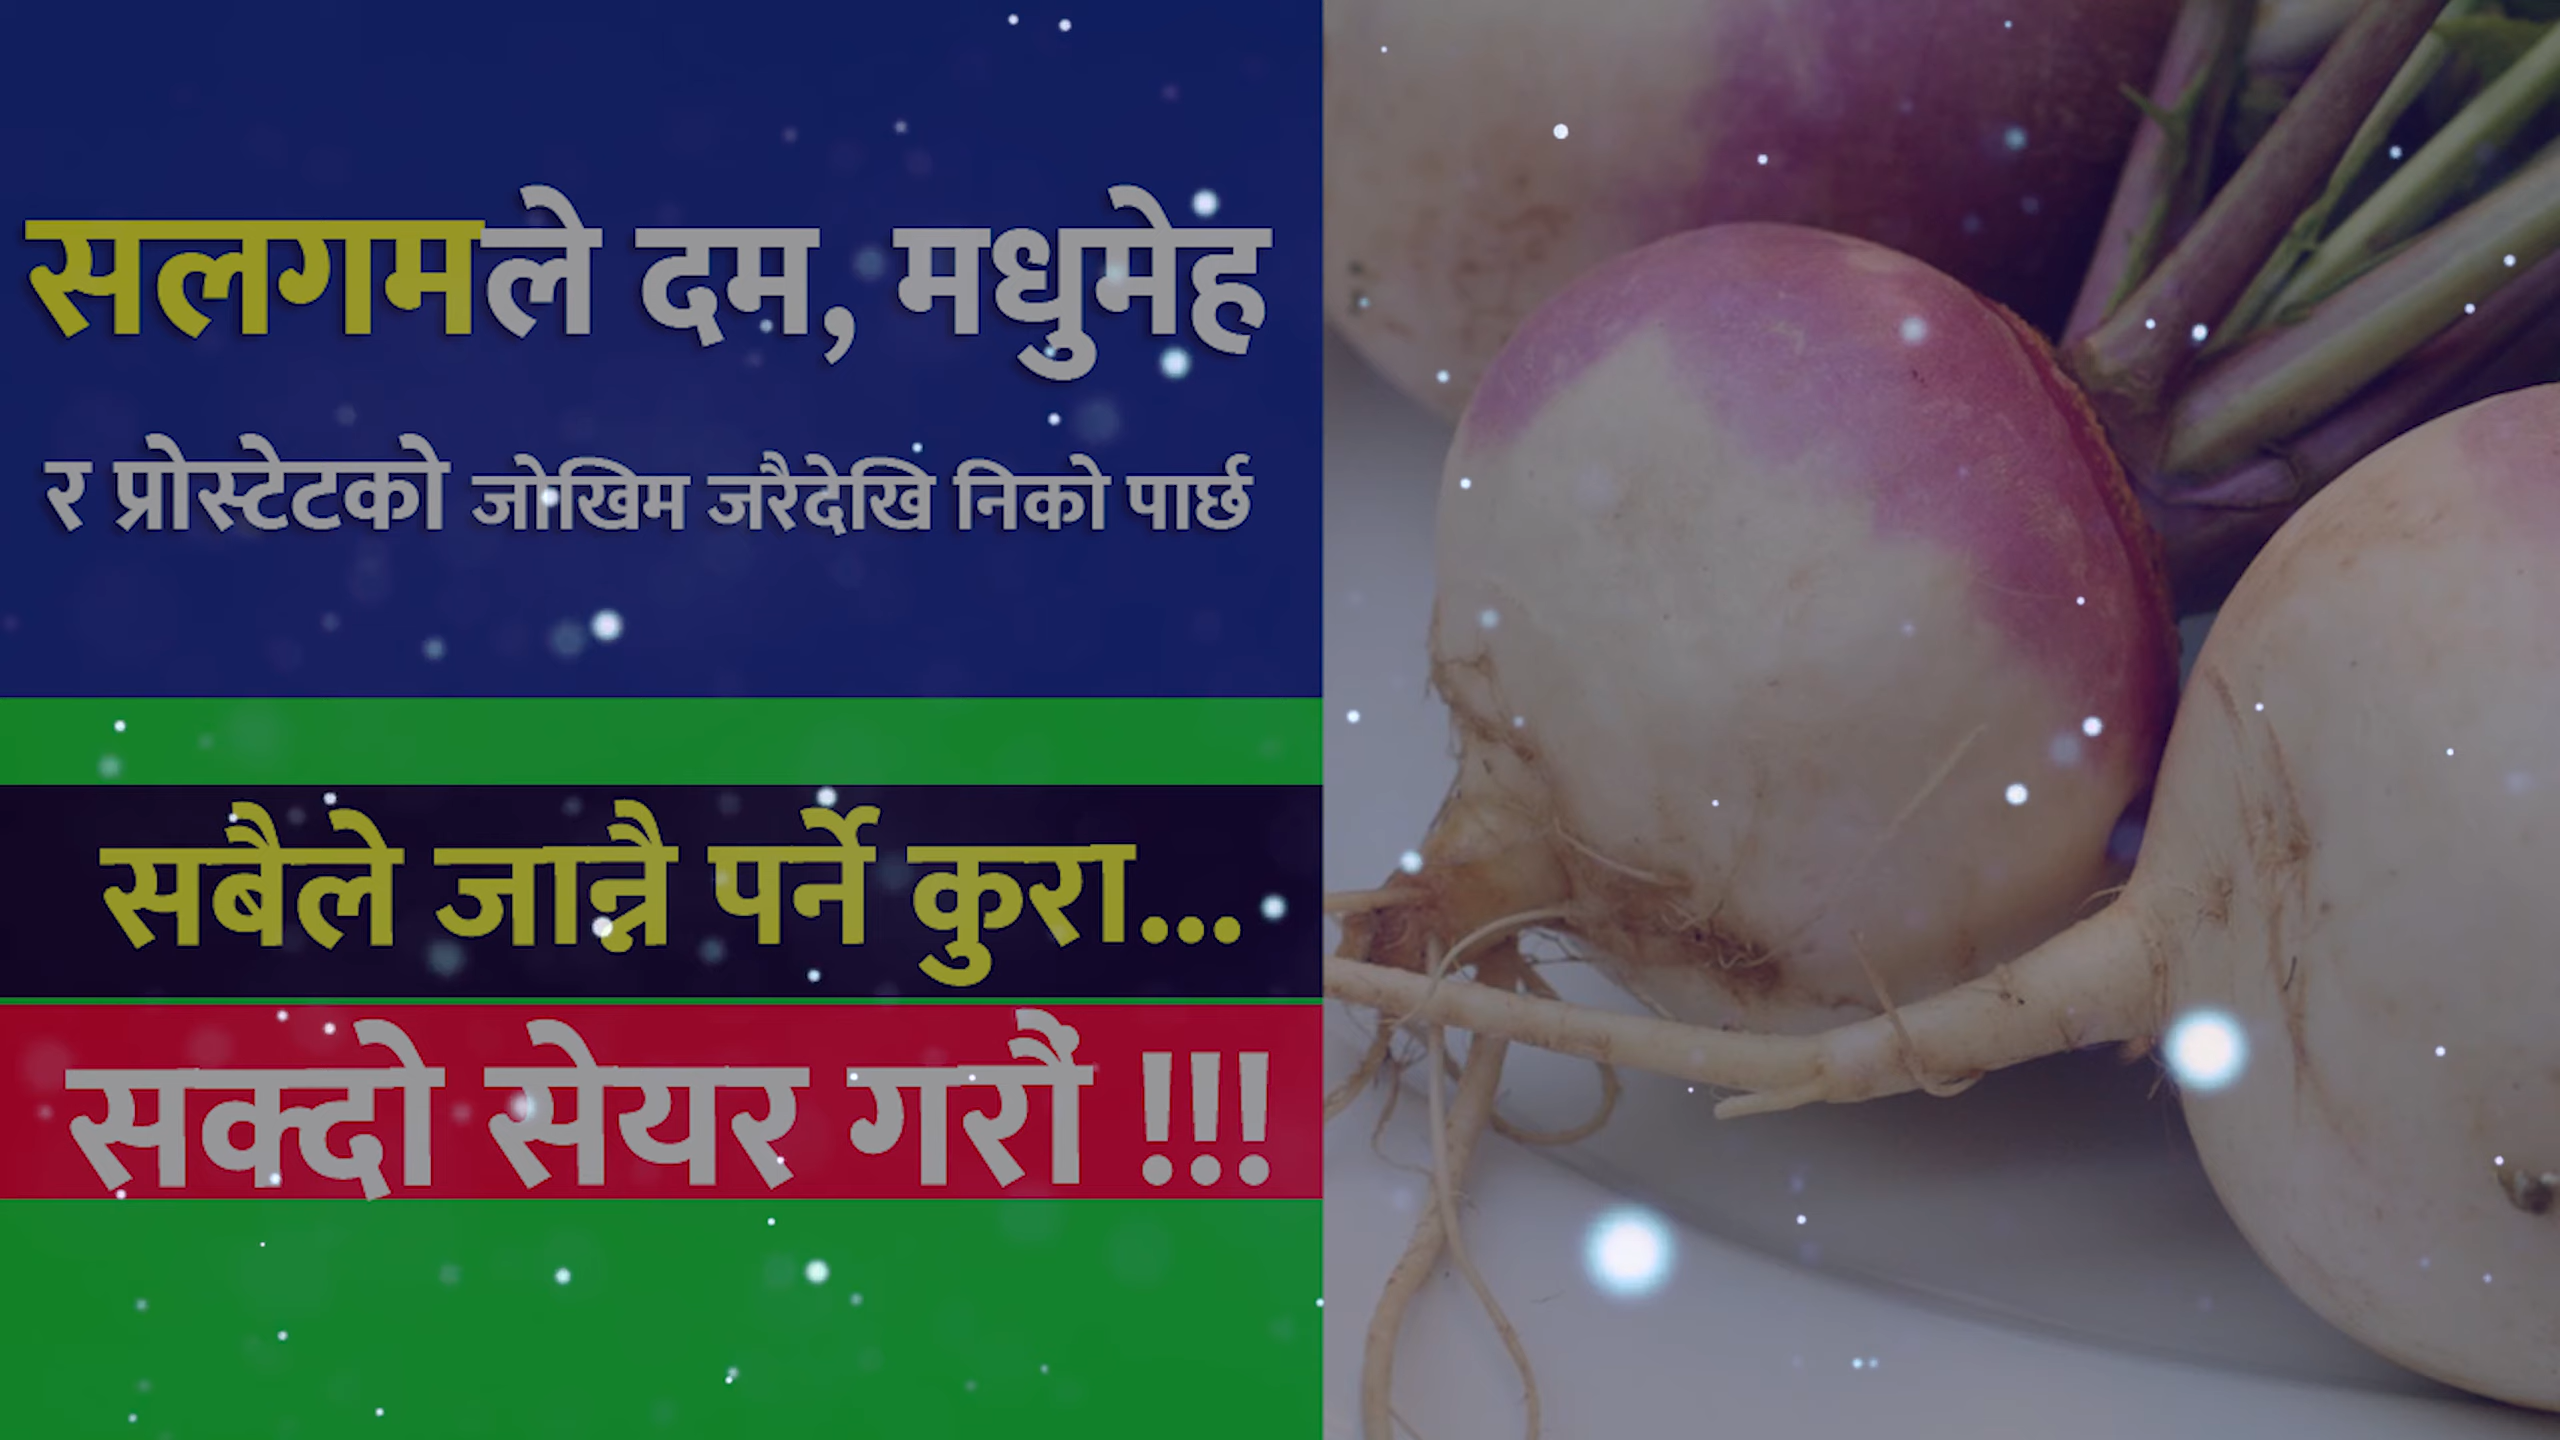 सलगमले दम, मधुमेह
र प्रोस्टेटको जोखिम जरैदेखि निको पार्छ
सबैले जान्नै पर्ने कुरा...
सक्दो सेयर गरौं !!!